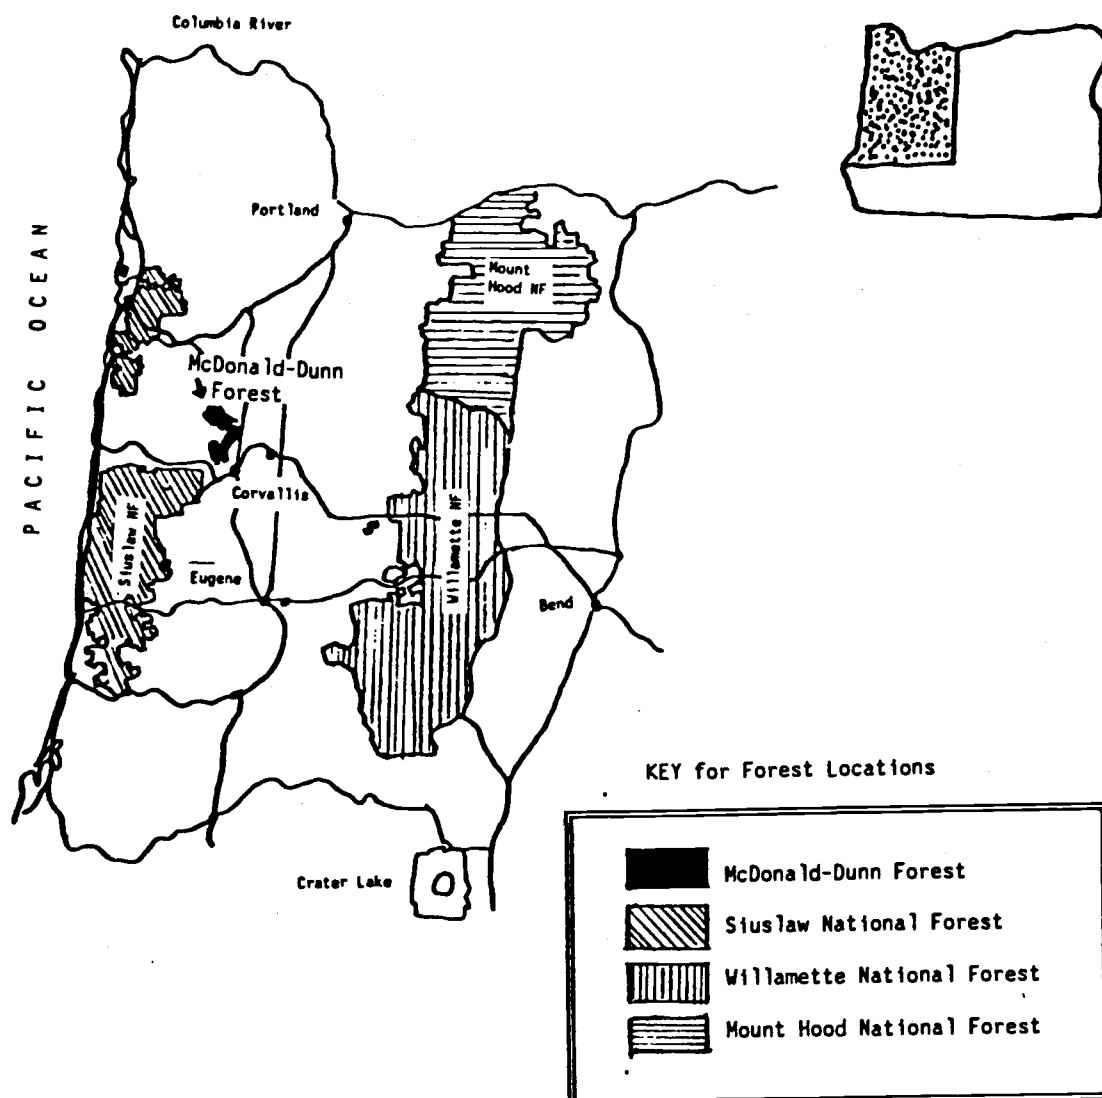 Columbia River
Portland
PACIFIC OCEAN
Mount
Hood NF
McDonald-Dunn
Forest
Corvallis
Siuslaw NF
Willamette NF
Eugene
Bend
Crater Lake
KEY for Forest Locations
McDonald-Dunn Forest
Siuslaw National Forest
Willamette National Forest
Mount Hood National Forest